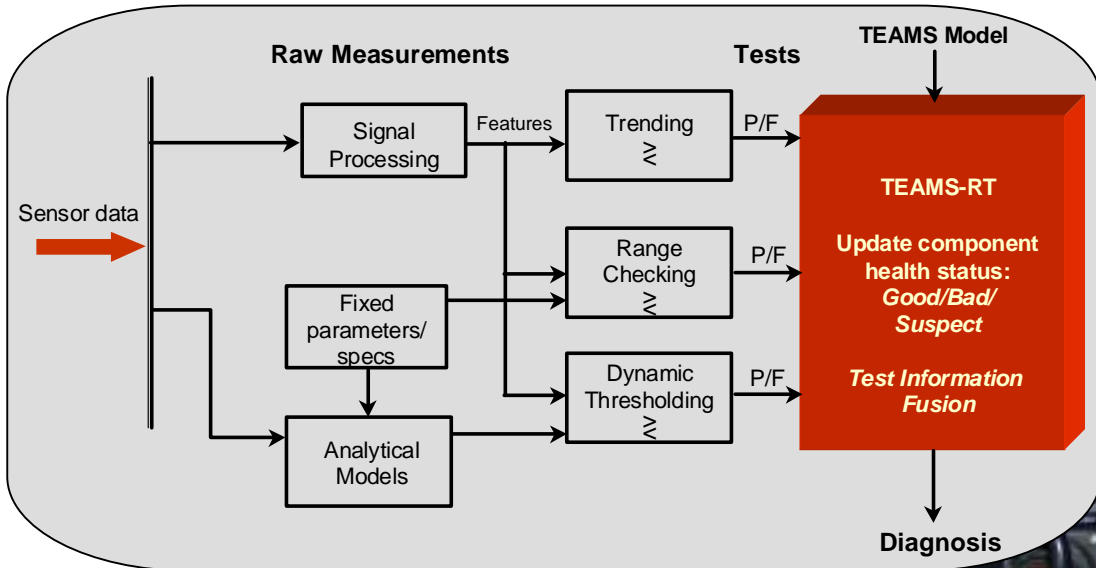 TEAMS Model
Raw Measurements
Tests
Signal
Processing
Features
Trending
≥
≤
P/F
Sensor data
Range
Checking
≥
≤
P/F
Fixed
parameters/
specs
Dynamic
Thresholding
≥
≤
P/F
Analytical
Models
TEAMS-RT
Update component
health status:
Good/Bad/
Suspect
Test Information
Fusion
Diagnosis